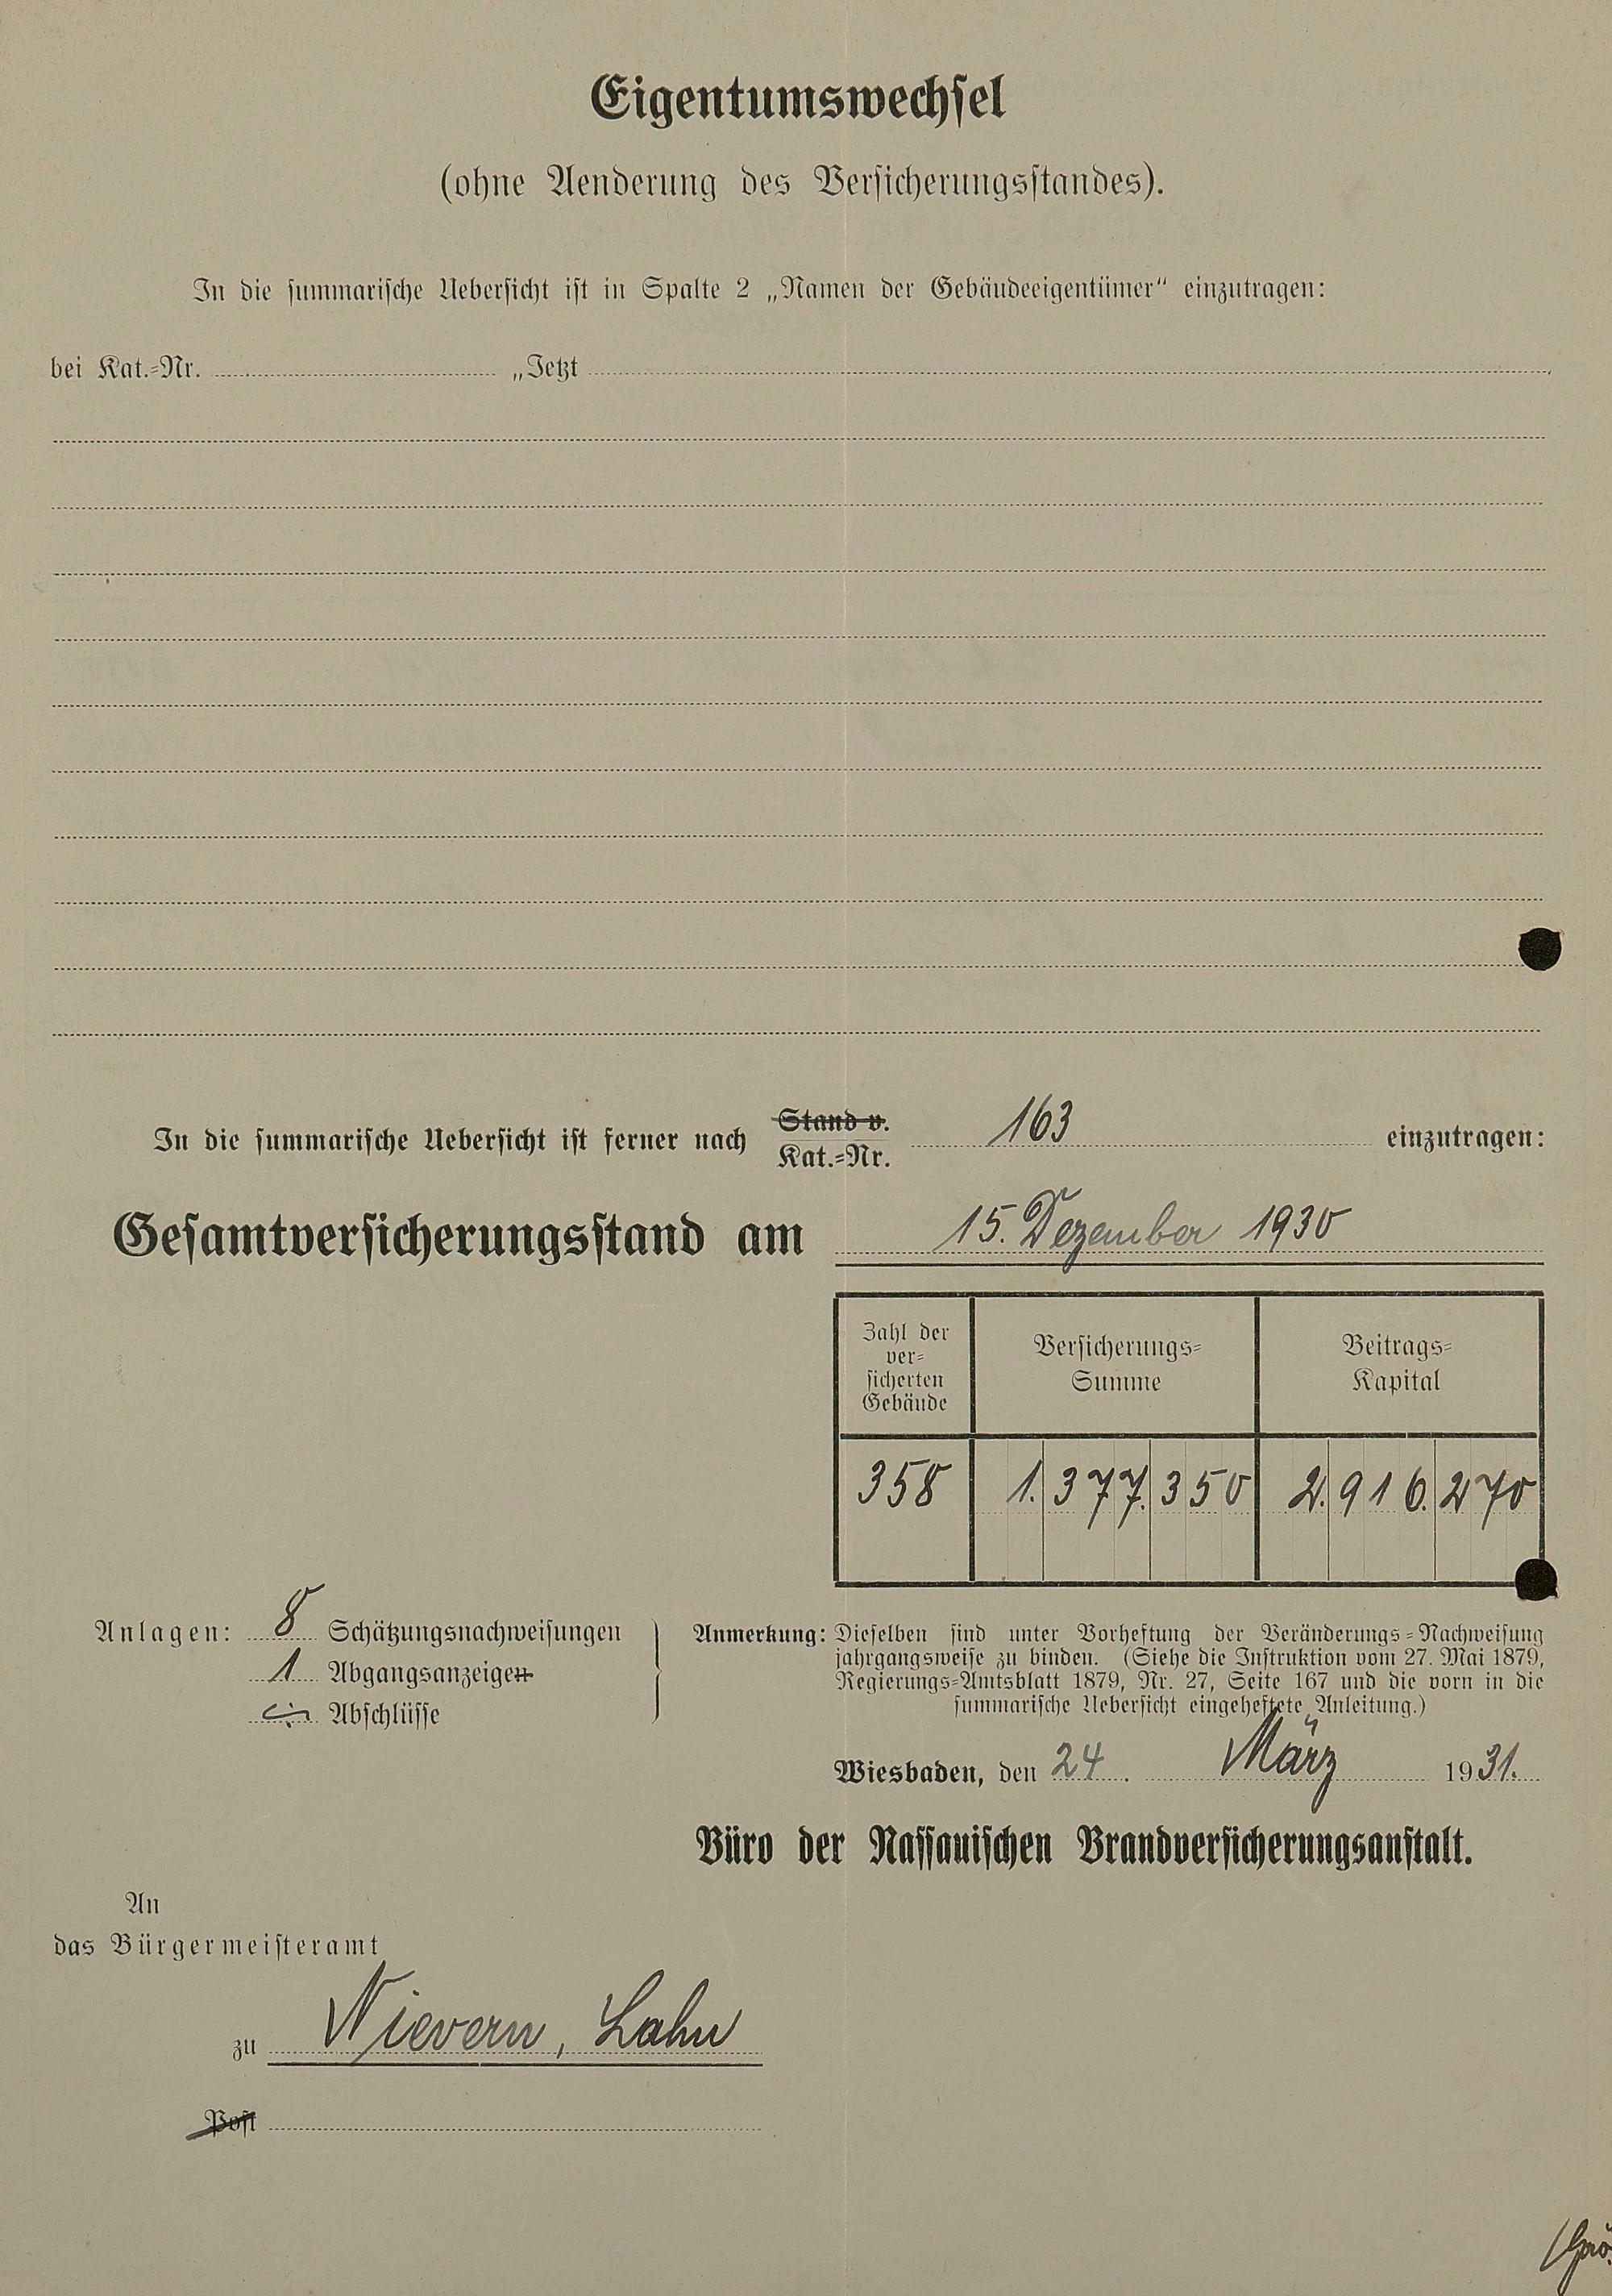 Eigentumswechsel
(ohne Aenderung des Versicherungsstandes).
In die summarische Uebersicht ist in Spalte 2 „Namen der Gebäudeeigentümer“ einzutragen:
bei Kat.=Nr. „Jetzt
In die summarische Uebersicht ist ferner nach Stand v. Kat.=Nr. 163 einzutragen:
Gesamtversicherungsstand am 15. Dezember 1930
Zahl der
ver=
sicherten
Gebäude
Versicherungs=
Summe
Beitrags=
Kapital
358 1.377.350 2.916.270
Anlagen: 8 Schätzungsnachweisungen
1 Abgangsanzeigen
Abschlüsse
Anmerkung: Dieselben sind unter Vorheftung der Veränderungs=Nachweisung
jahrgangsweise zu binden. (Siehe die Instruktion vom 27. Mai 1879,
Regierungs=Amtsblatt 1879, Nr. 27, Seite 167 und die vorn in die
summarische Uebersicht eingeheftete Anleitung.)
Wiesbaden, den 24. März 1931.
Büro der Nassauischen Brandversicherungsanstalt.
An
das Bürgermeisteramt
zu Nievern, Lahn
Post